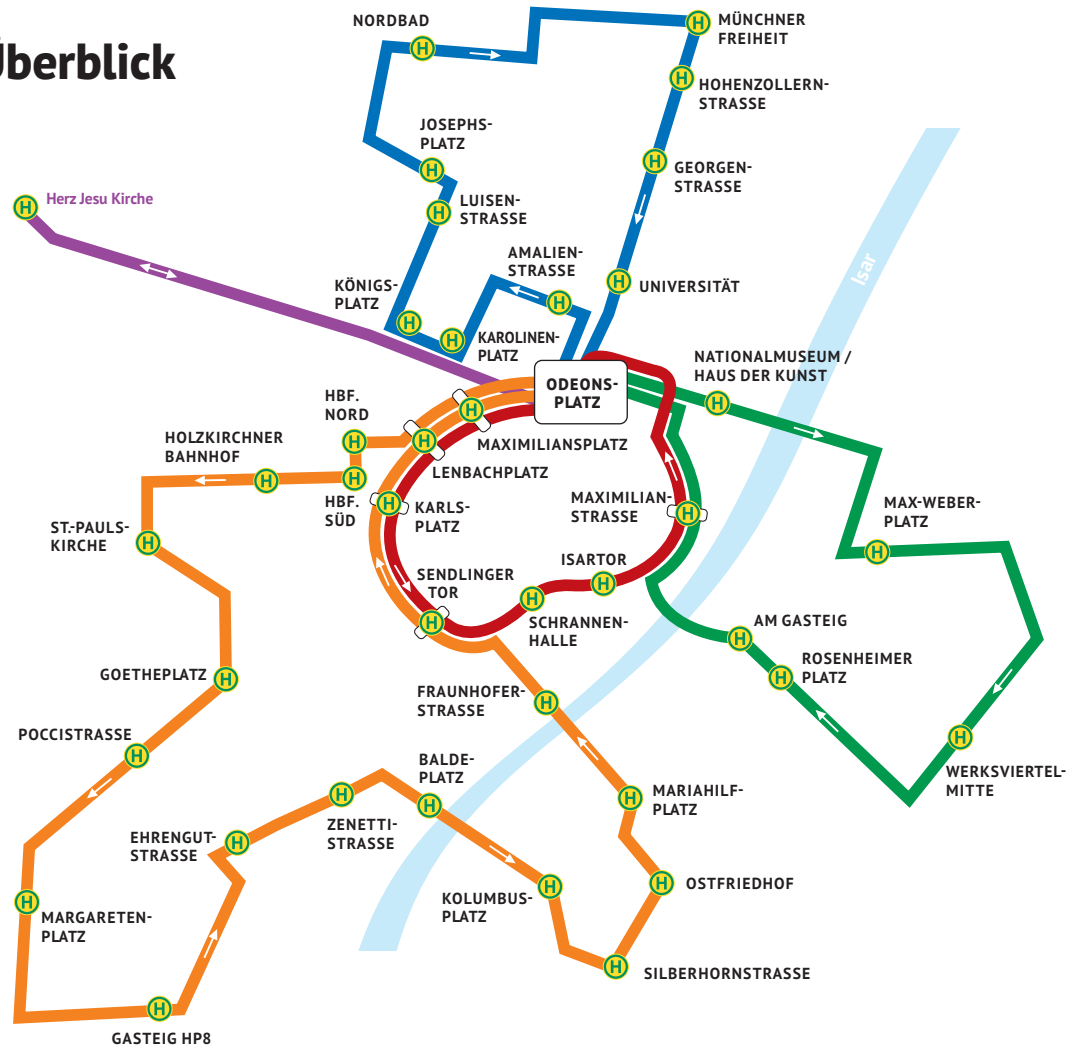 Überblick
NORDBAD
MÜNCHNER
FREIHEIT
HOHENZOLLERN-
STRASSE
JOSEPHS-
PLATZ
GEORGEN-
STRASSE
Herz Jesu Kirche
LUISEN-
STRASSE
AMALIEN-
STRASSE
Isar
KÖNIGS-
PLATZ
UNIVERSITÄT
KAROLINEN-
PLATZ
NATIONALMUSEUM /
HAUS DER KUNST
ODEONS-
PLATZ
HBF.
NORD
HOLZKIRCHNER
BAHNHOF
MAXIMILIANSPLATZ
LENBACHPLATZ
HBF.
SÜD
KARLS-
PLATZ
MAXIMILIAN-
STRASSE
MAX-WEBER-
PLATZ
ST.-PAULS-
KIRCHE
ISARTOR
SENDLINGER
TOR
SCHRANNEN-
HALLE
AM GASTEIG
ROSENHEIMER
PLATZ
GOETHEPLATZ
FRAUNHOFER-
STRASSE
POCCISTRASSE
BALDE-
PLATZ
WERKSVIERTEL-
MITTE
MARIAHILF-
PLATZ
ZENETTI-
STRASSE
EHRENGUT-
STRASSE
KOLUMBUS-
PLATZ
OSTFRIEDHOF
MARGARETEN-
PLATZ
SILBERHORNSTRASSE
GASTEIG HP8